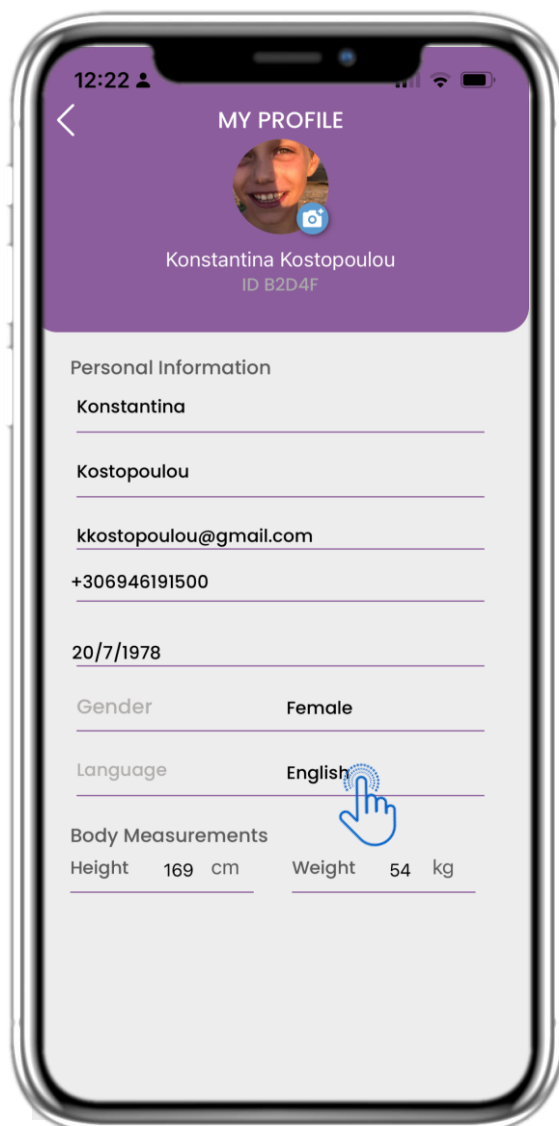 12:22
MY PROFILE
Konstantina Kostopoulou
ID B2D4F
Personal Information
Konstantina
Kostopoulou
kkostopoulou@gmail.com
+306946191500
20/7/1978
Gender Female
Language English
Body Measurements
Height 169 cm Weight 54 kg